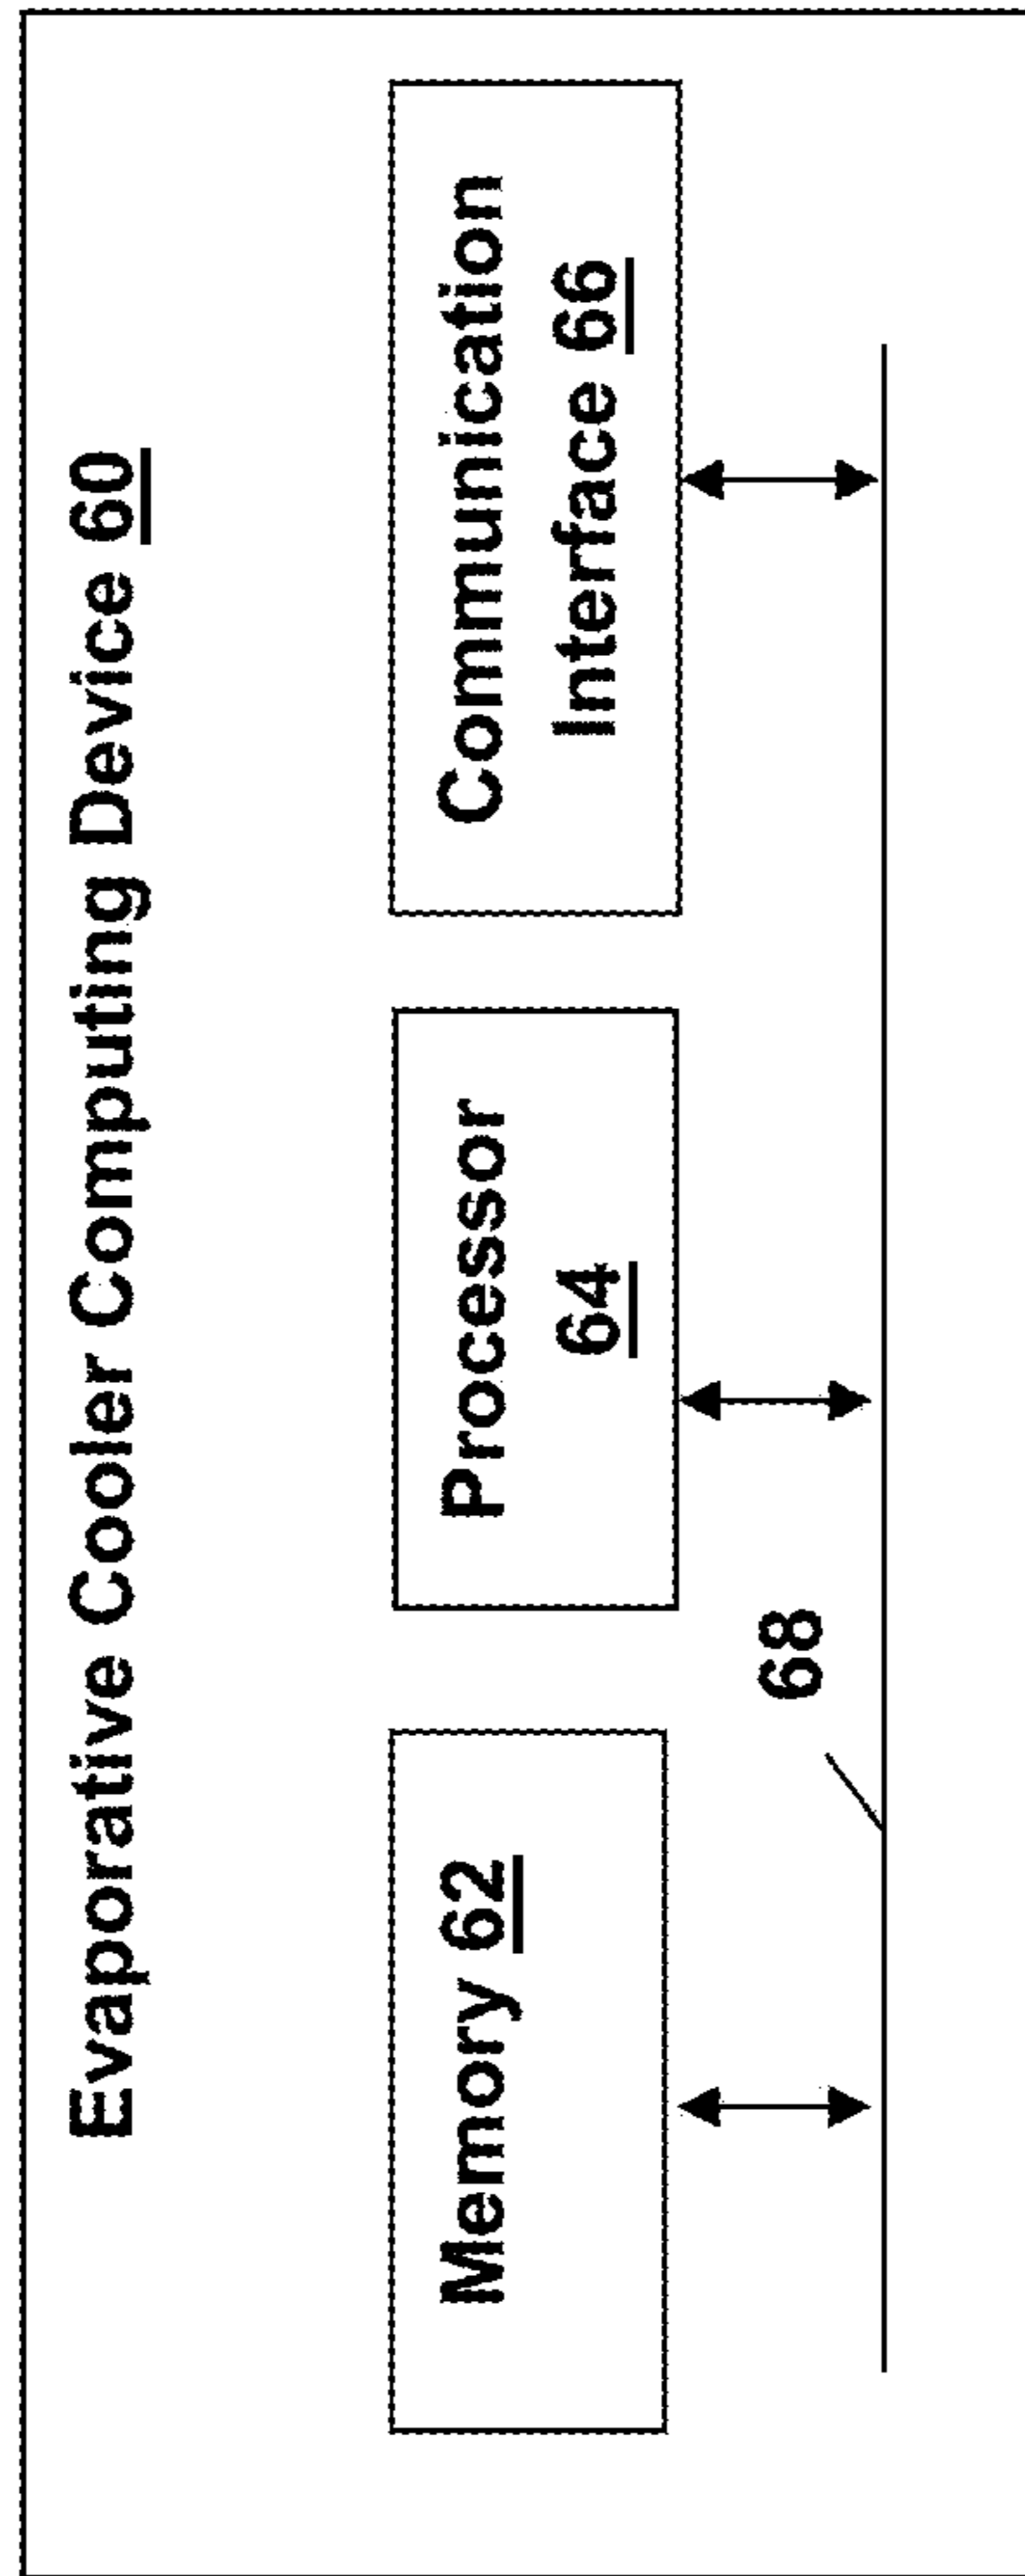 Evaporative Cooler Computing Device 60
Memory 62
Processor
64
Communication
Interface 66
68